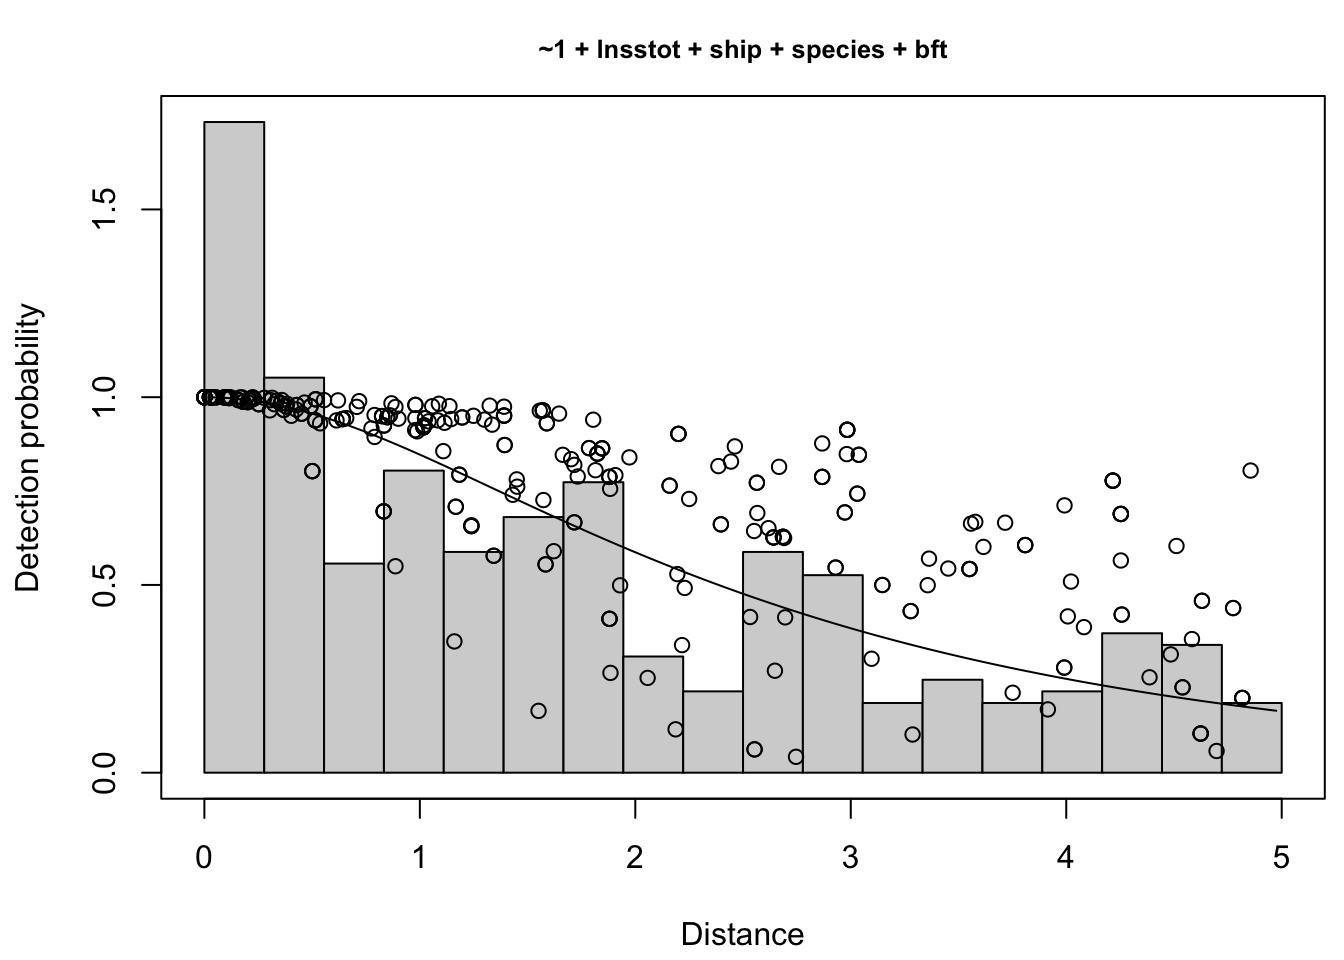 ~1 + lnsstot + ship + species + bft
Detection probability
1.5
1.0
0.5
0.0
0 1 2 3 4 5
Distance